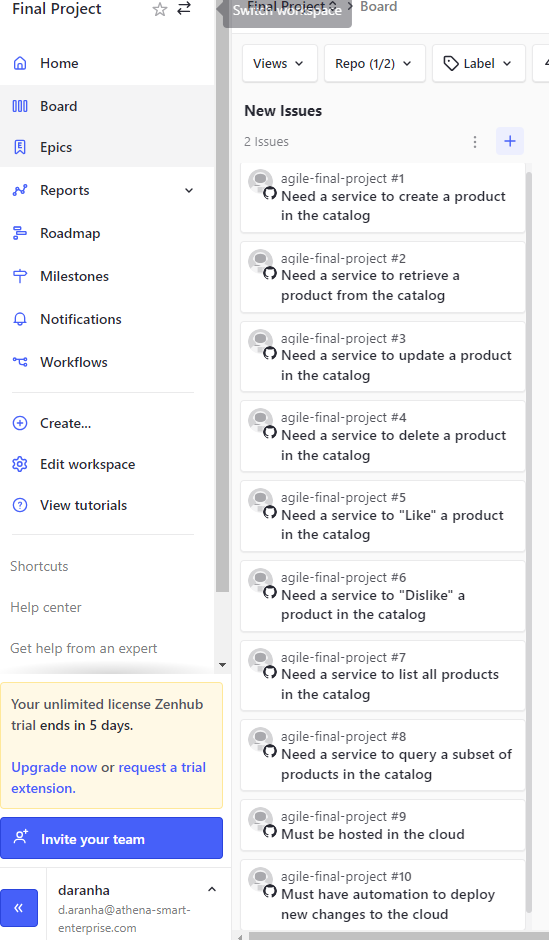 Final Project
Switch workspace
Final Project
Board
Home
Board
Epics
Reports
Roadmap
Milestones
Notifications
Workflows
Create...
Edit workspace
View tutorials
Shortcuts
Help center
Get help from an expert
Your unlimited license Zenhub
trial ends in 5 days.
Upgrade now or request a trial
extension.
Invite your team
daranha
d.aranha@athena-smart-
enterprise.com
Views
Repo (1/2)
Label
New Issues
2 Issues
agile-final-project #1
Need a service to create a product
in the catalog
agile-final-project #2
Need a service to retrieve a
product from the catalog
agile-final-project #3
Need a service to update a product
in the catalog
agile-final-project #4
Need a service to delete a product
in the catalog
agile-final-project #5
Need a service to "Like" a product
in the catalog
agile-final-project #6
Need a service to "Dislike" a
product in the catalog
agile-final-project #7
Need a service to list all products
in the catalog
agile-final-project #8
Need a service to query a subset of
products in the catalog
agile-final-project #9
Must be hosted in the cloud
agile-final-project #10
Must have automation to deploy
new changes to the cloud